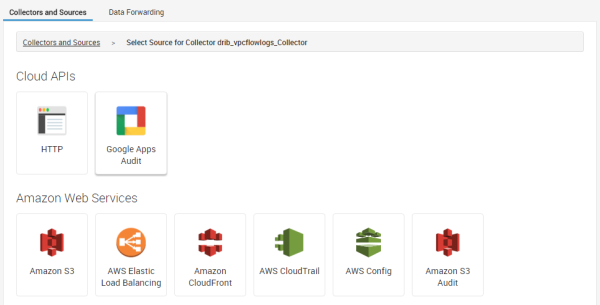 Collectors and Sources Data Forwarding
Collectors and Sources > Select Source for Collector drib_vpcflowlogs_Collector
Cloud APIs
HTTP
Google Apps
Audit
Amazon Web Services
Amazon S3
AWS Elastic
Load Balancing
Amazon
CloudFront
AWS CloudTrail
AWS Config
Amazon S3
Audit